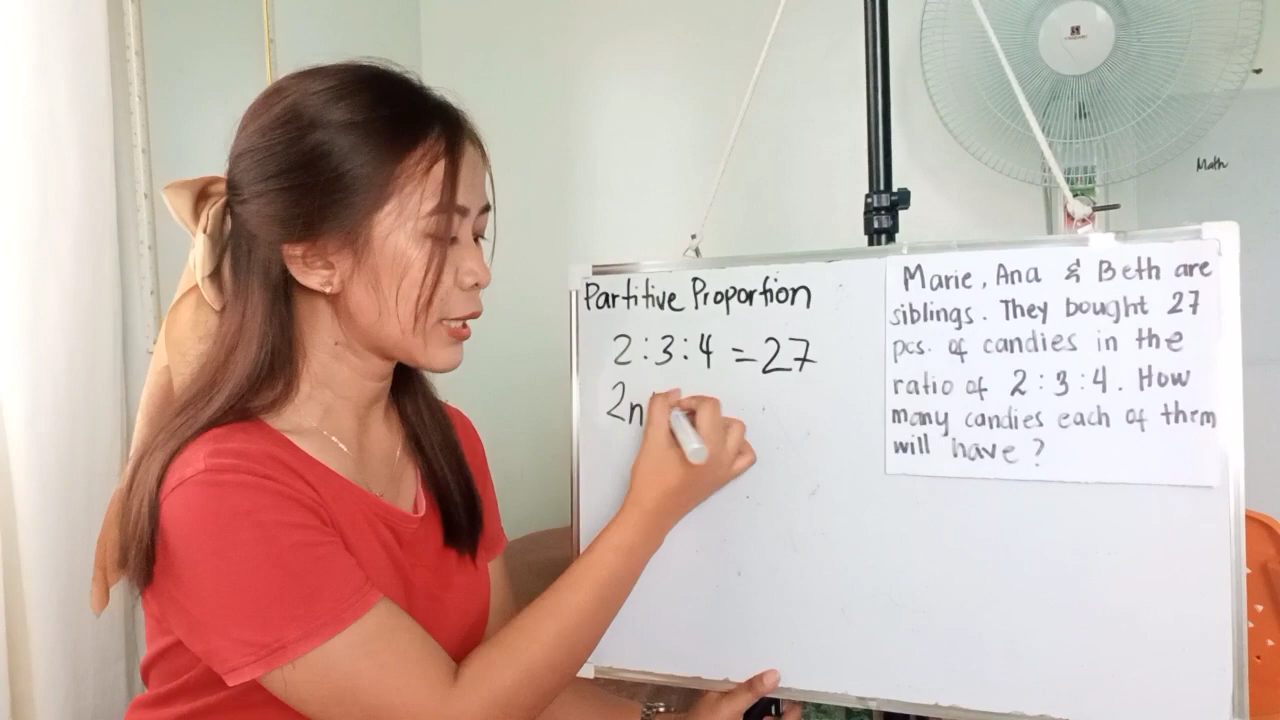 Math
Partitive Proportion
2:3:4 = 27
2n
Marie, Ana & Beth are
siblings. They bought 27
pcs. of candies in the
ratio of 2:3:4. How
many candies each of them
will have?